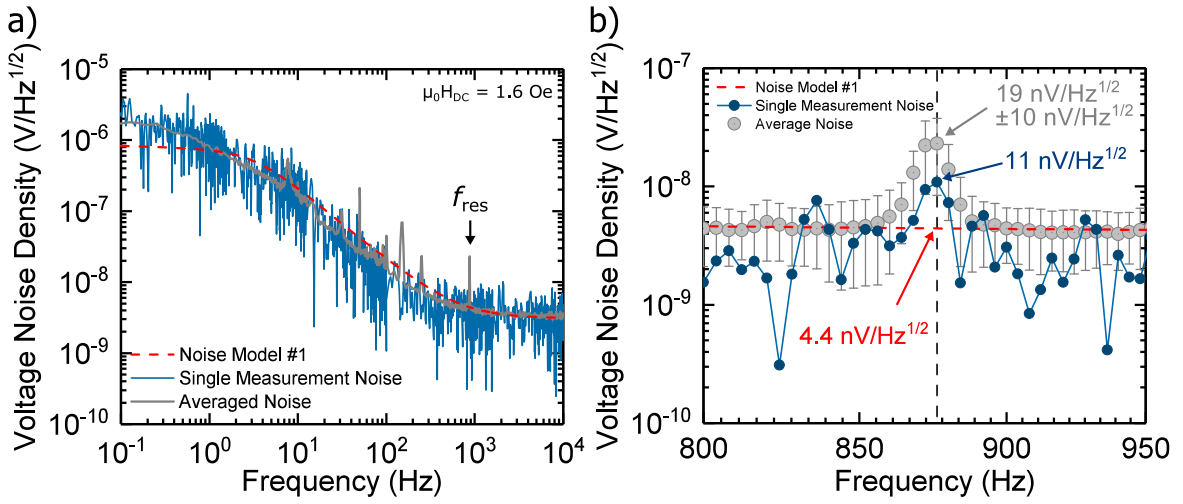 a)
Voltage Noise Density (V/Hz^1/2)
10^-5
10^-6
10^-7
10^-8
10^-9
10^-10
μ₀H_DC = 1.6 Oe
f_res
Noise Model #1
Single Measurement Noise
Averaged Noise
10^-1 10^0 10^1 10^2 10^3 10^4
Frequency (Hz)
b)
Voltage Noise Density (V/Hz^1/2)
10^-7
10^-8
10^-9
10^-10
Noise Model #1
Single Measurement Noise
Average Noise
19 nV/Hz^1/2
±10 nV/Hz^1/2
11 nV/Hz^1/2
4.4 nV/Hz^1/2
800 850 900 950
Frequency (Hz)